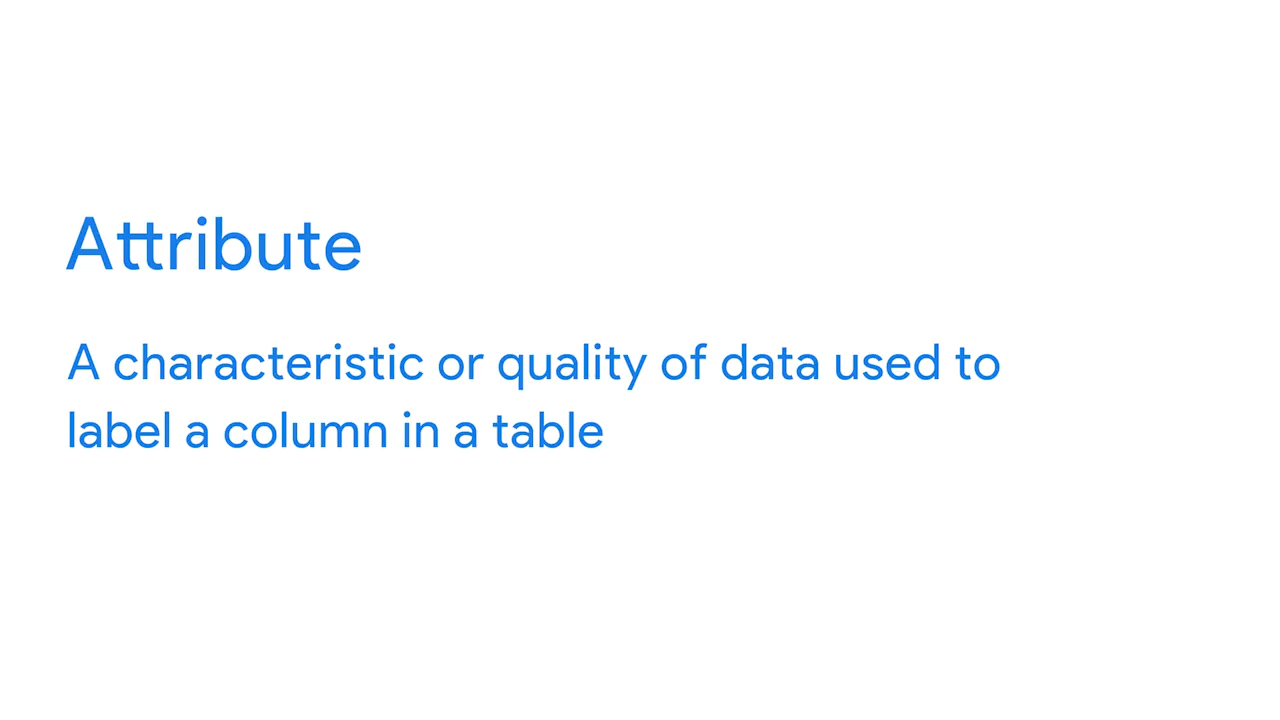 Attribute
A characteristic or quality of data used to
label a column in a table